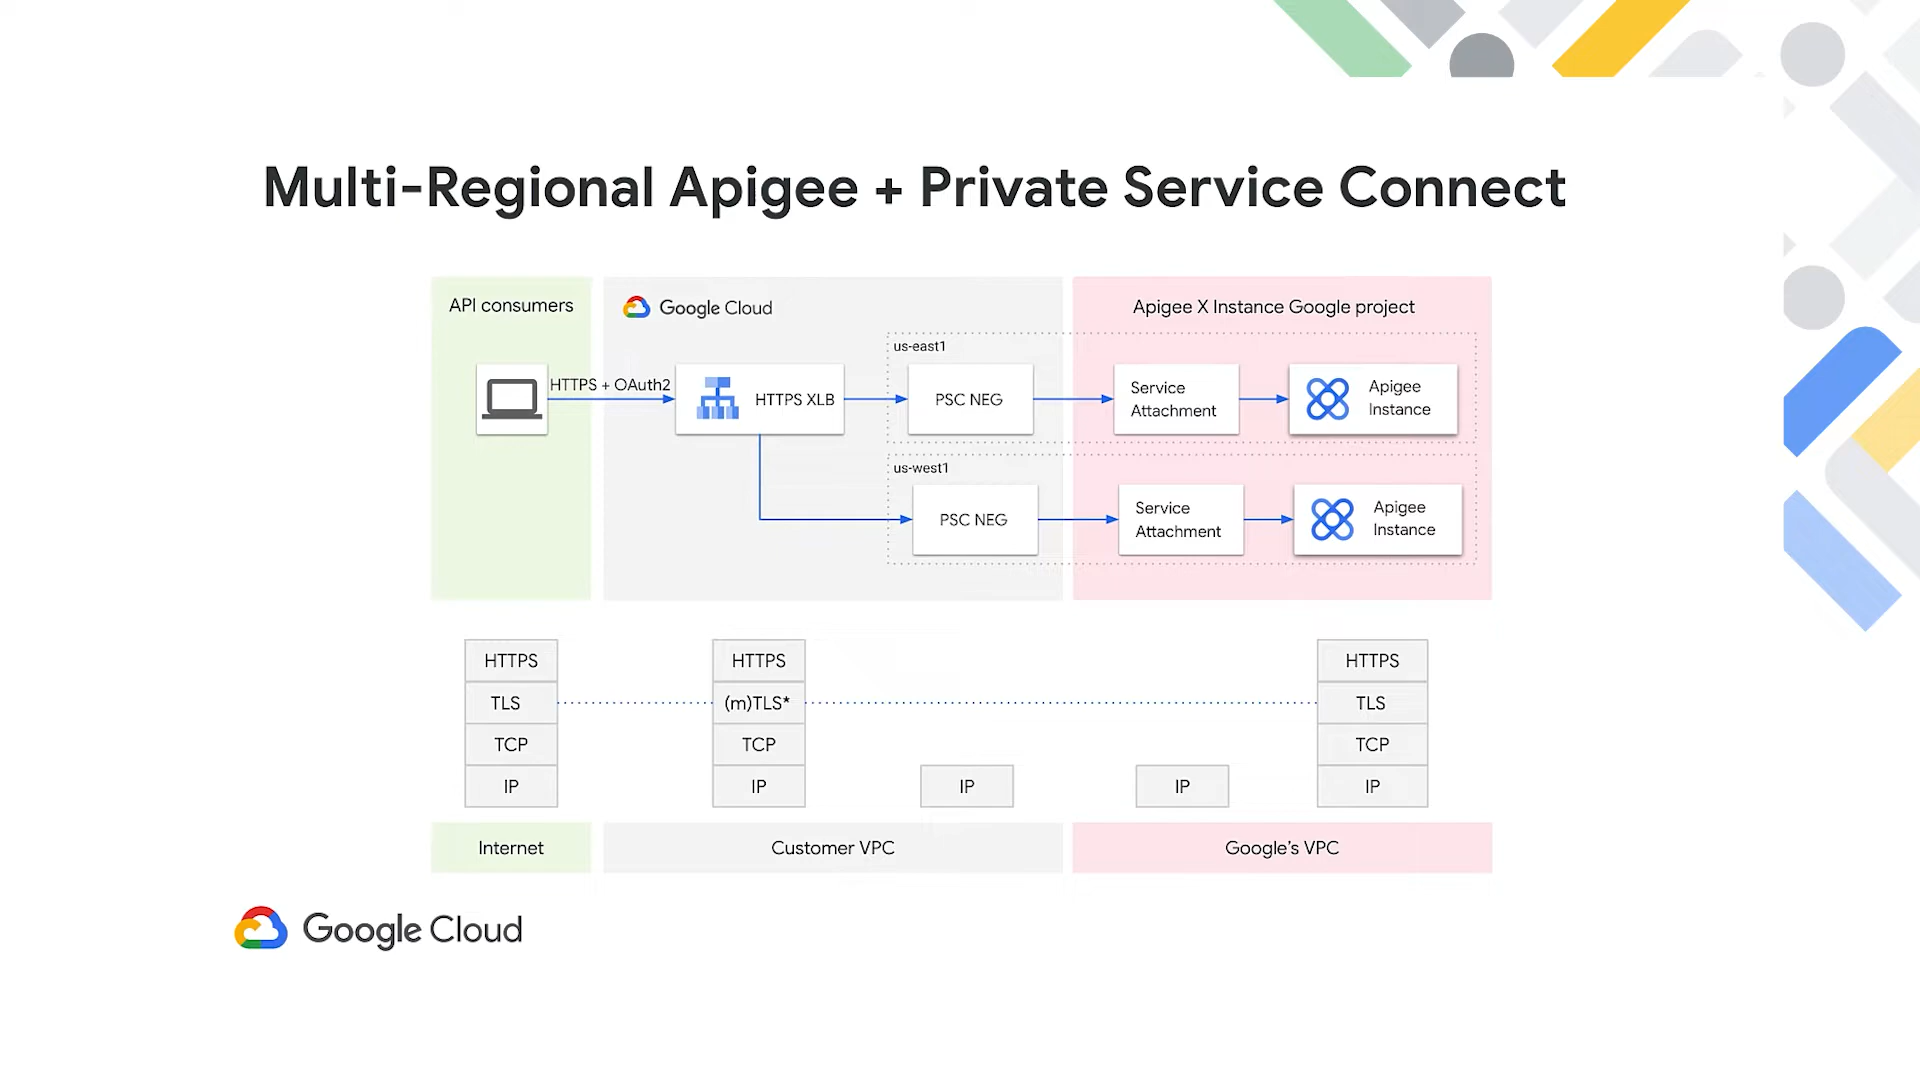 Multi-Regional Apigee + Private Service Connect
API consumers
Google Cloud
Apigee X Instance Google project
us-east1
HTTPS + OAuth2
HTTPS XLB
PSC NEG
Service
Attachment
Apigee
Instance
us-west1
PSC NEG
Service
Attachment
Apigee
Instance
HTTPS
TLS
TCP
IP
HTTPS
(m)TLS*
TCP
IP
IP
IP
HTTPS
TLS
TCP
IP
Internet
Customer VPC
Google's VPC
Google Cloud